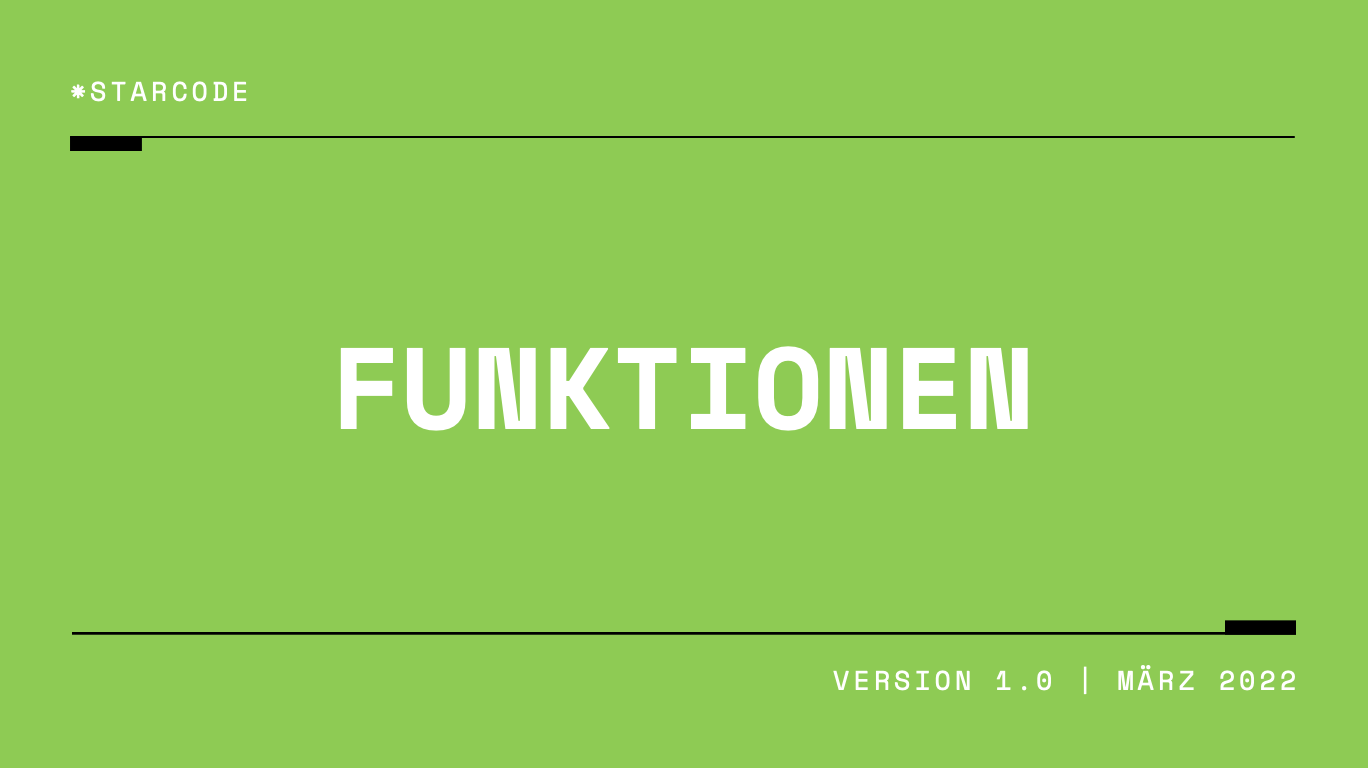 *STARCODE
FUNKTIONEN
VERSION 1.0 | MÄRZ 2022